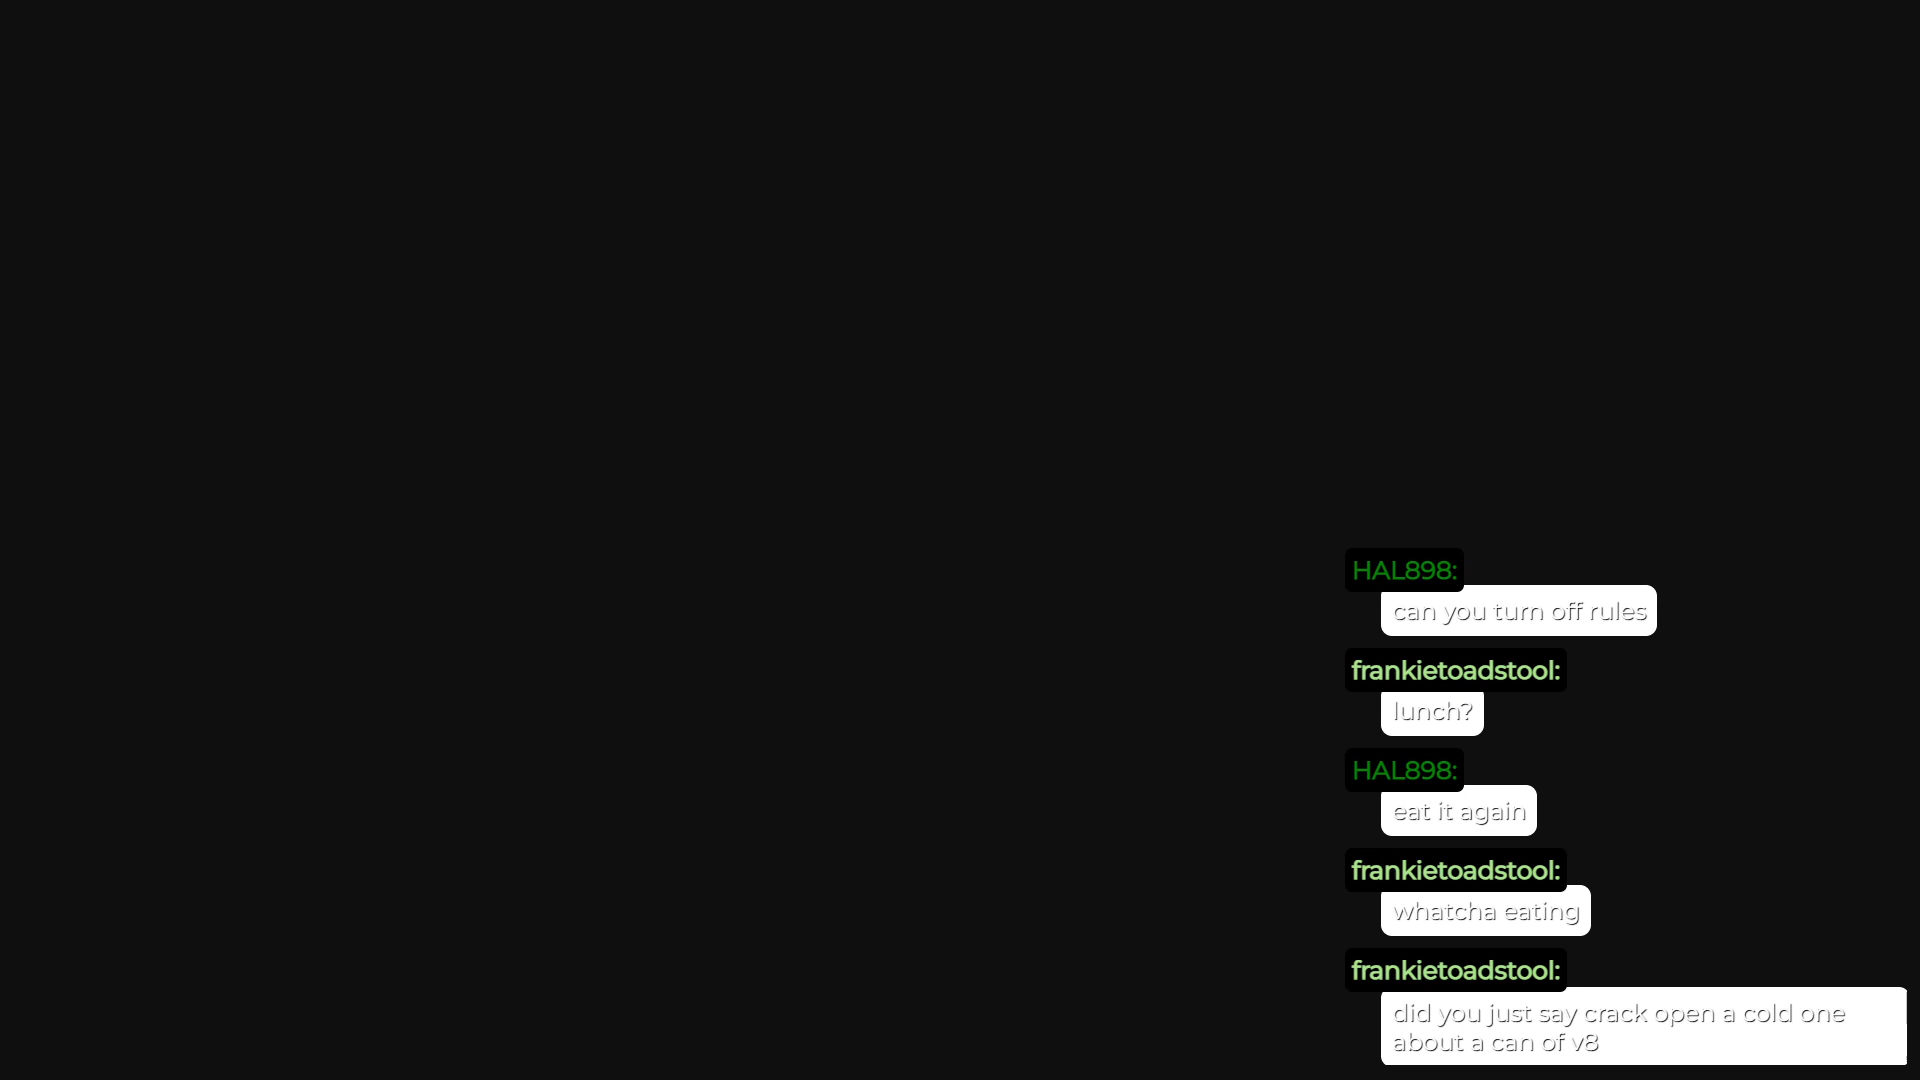 HAL898:
can you turn off rules
frankietoadstool:
lunch?
HAL898:
eat it again
frankietoadstool:
whatcha eating
frankietoadstool:
did you just say crack open a cold one
about a can of v8